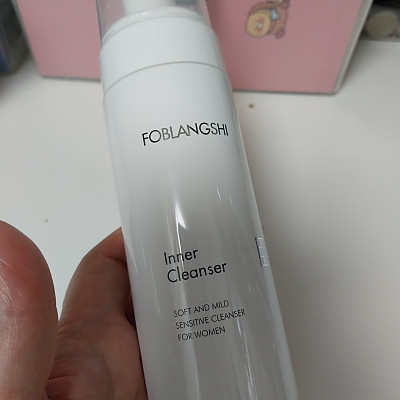 FOBLANGSHI
Inner
Cleanser
SOFT AND MILD
SENSITIVE CLEANSER
FOR WOMEN